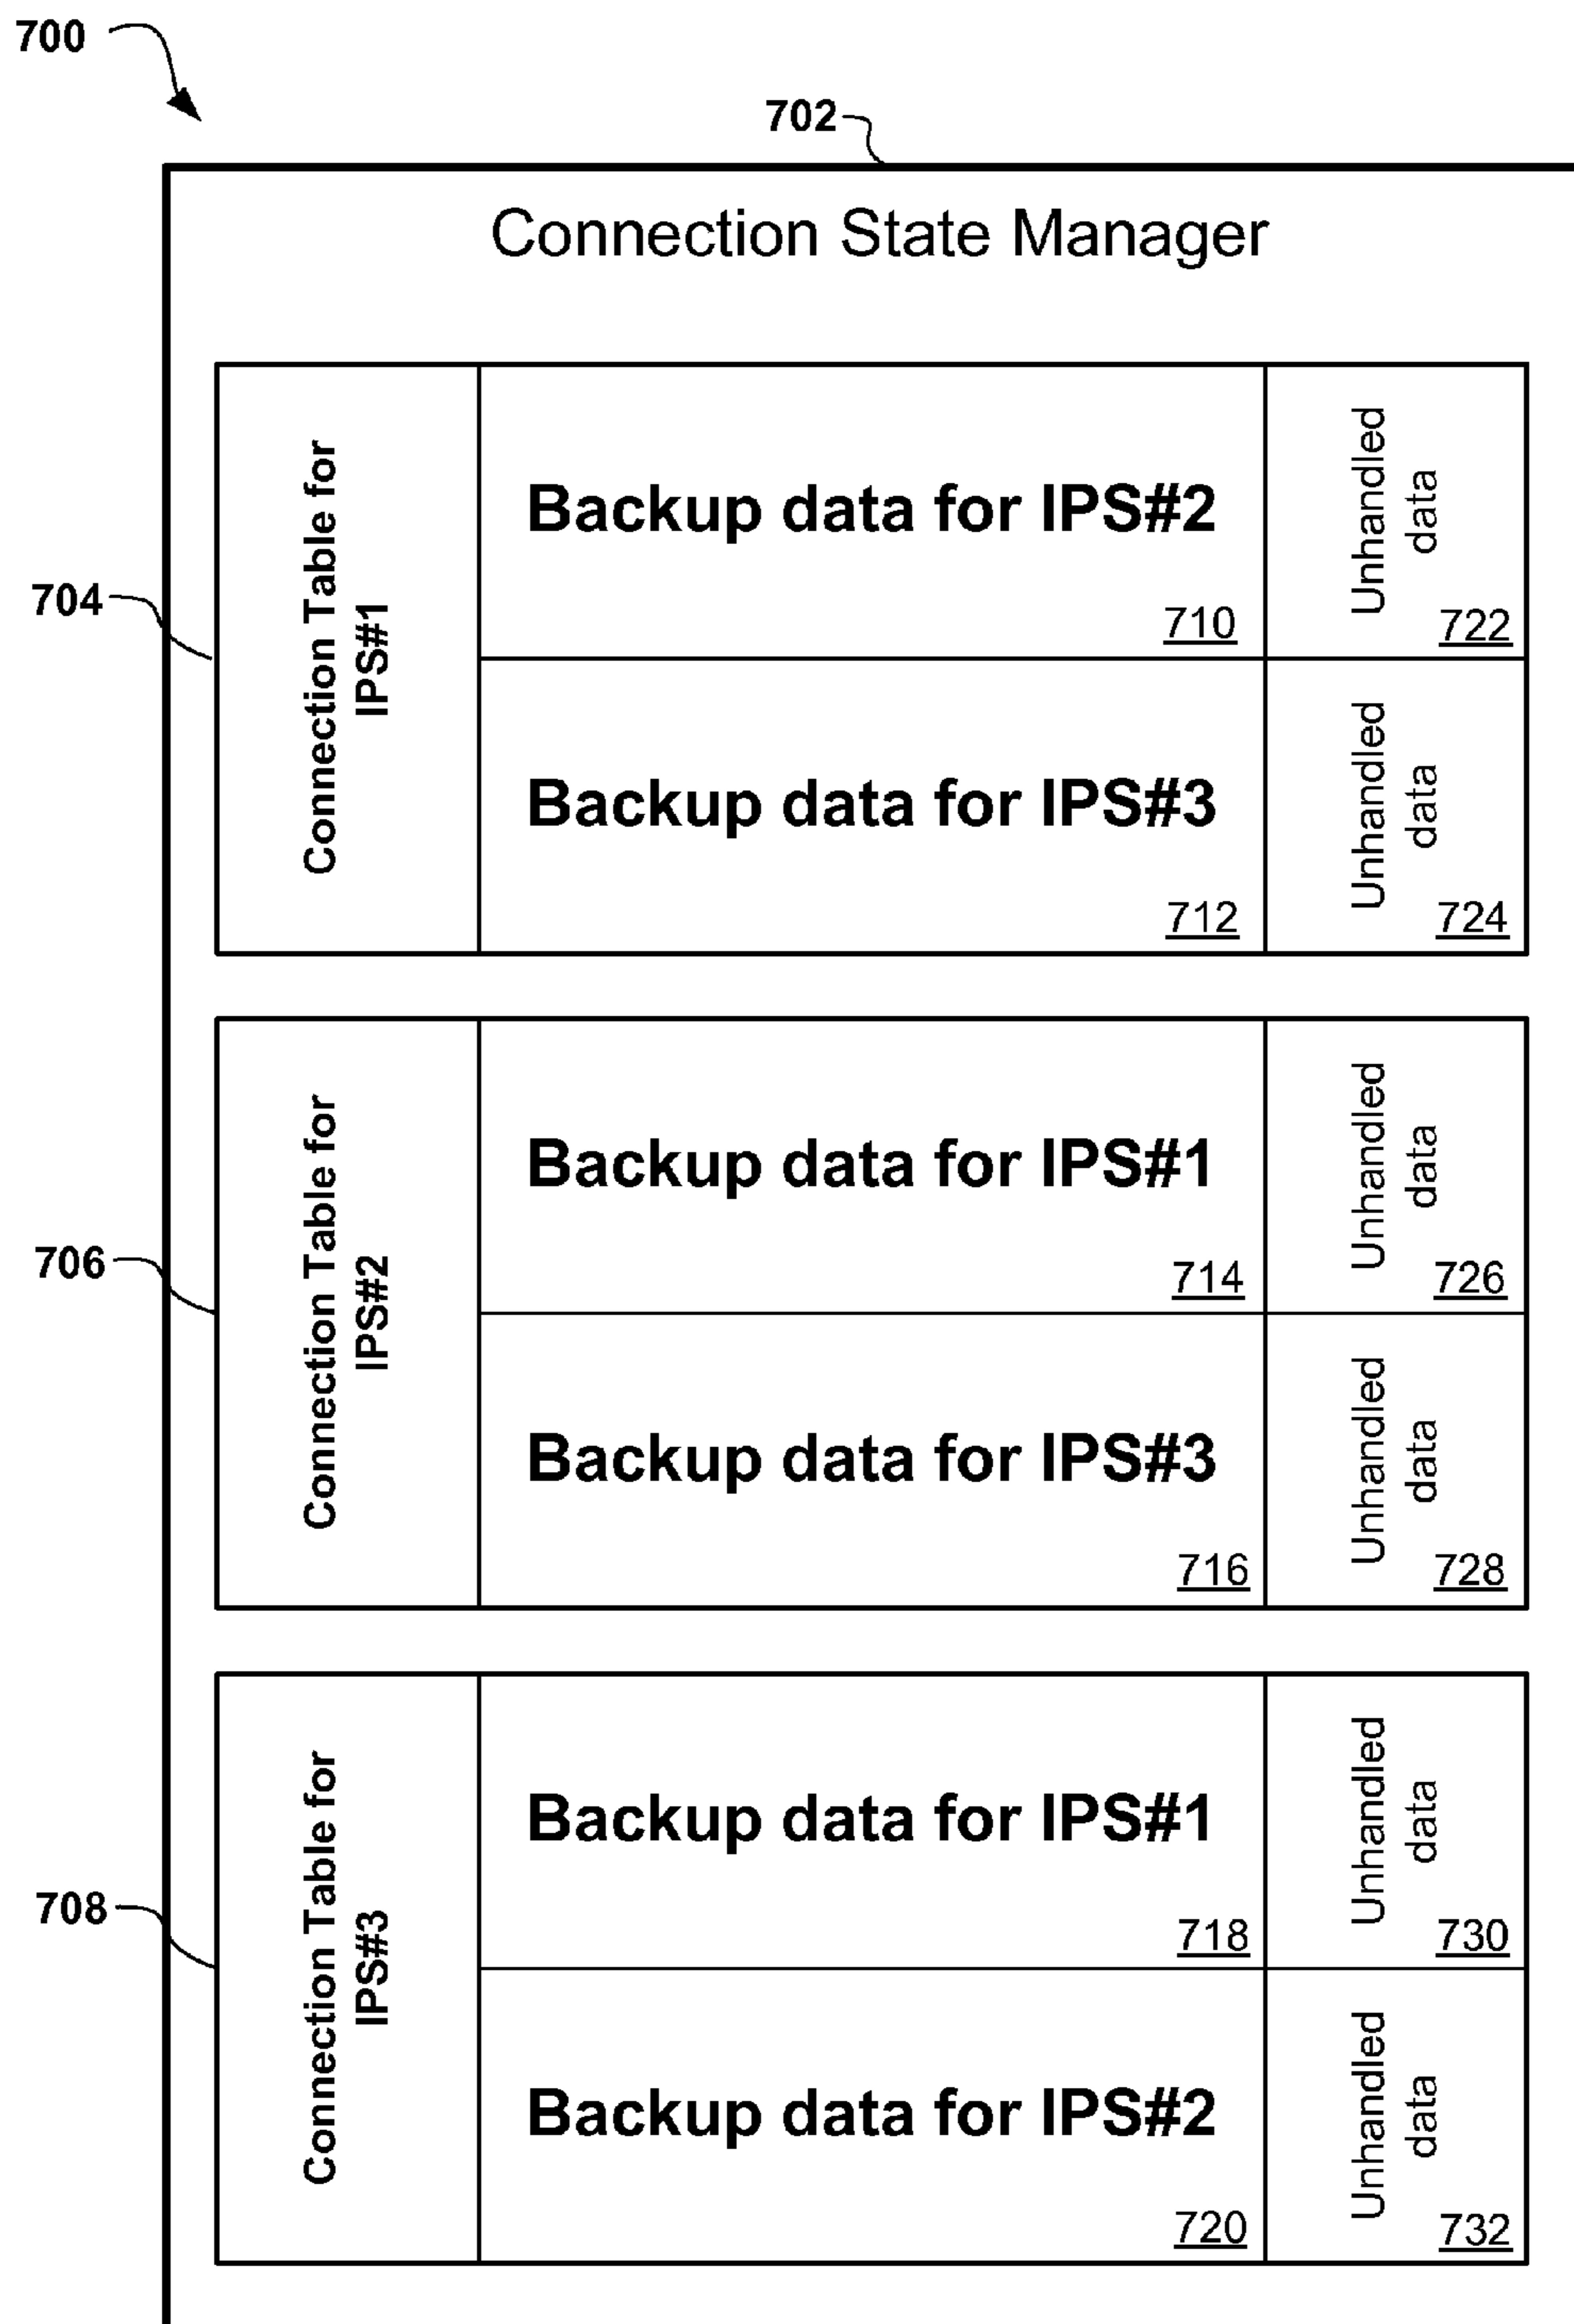 700
702
Connection State Manager
704
Connection Table for
IPS#1
Backup data for IPS#2
710
Unhandled
data
722
Backup data for IPS#3
712
Unhandled
data
724
706
Connection Table for
IPS#2
Backup data for IPS#1
714
Unhandled
data
726
Backup data for IPS#3
716
Unhandled
data
728
708
Connection Table for
IPS#3
Backup data for IPS#1
718
Unhandled
data
730
Backup data for IPS#2
720
Unhandled
data
732